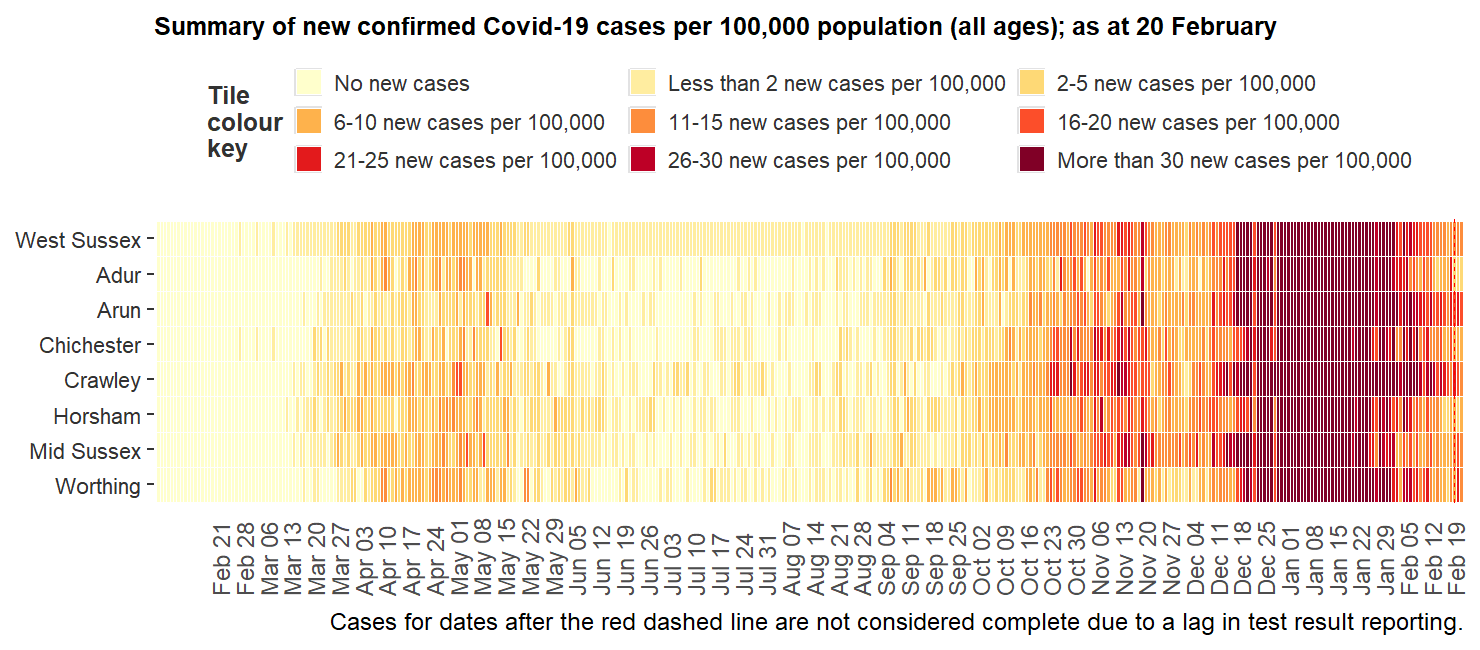 Summary of new confirmed Covid-19 cases per 100,000 population (all ages); as at 20 February
Tile
colour
key
No new cases
Less than 2 new cases per 100,000
2-5 new cases per 100,000
6-10 new cases per 100,000
11-15 new cases per 100,000
16-20 new cases per 100,000
21-25 new cases per 100,000
26-30 new cases per 100,000
More than 30 new cases per 100,000
West Sussex
Adur
Arun
Chichester
Crawley
Horsham
Mid Sussex
Worthing
Feb 21
Feb 28
Mar 06
Mar 13
Mar 20
Mar 27
Apr 03
Apr 10
Apr 17
Apr 24
May 01
May 08
May 15
May 22
May 29
Jun 05
Jun 12
Jun 19
Jun 26
Jul 03
Jul 10
Jul 17
Jul 24
Jul 31
Aug 07
Aug 14
Aug 21
Aug 28
Sep 04
Sep 11
Sep 18
Sep 25
Oct 02
Oct 09
Oct 16
Oct 23
Oct 30
Nov 06
Nov 13
Nov 20
Nov 27
Dec 04
Dec 11
Dec 18
Dec 25
Jan 01
Jan 08
Jan 15
Jan 22
Jan 29
Feb 05
Feb 12
Feb 19
Cases for dates after the red dashed line are not considered complete due to a lag in test result reporting.